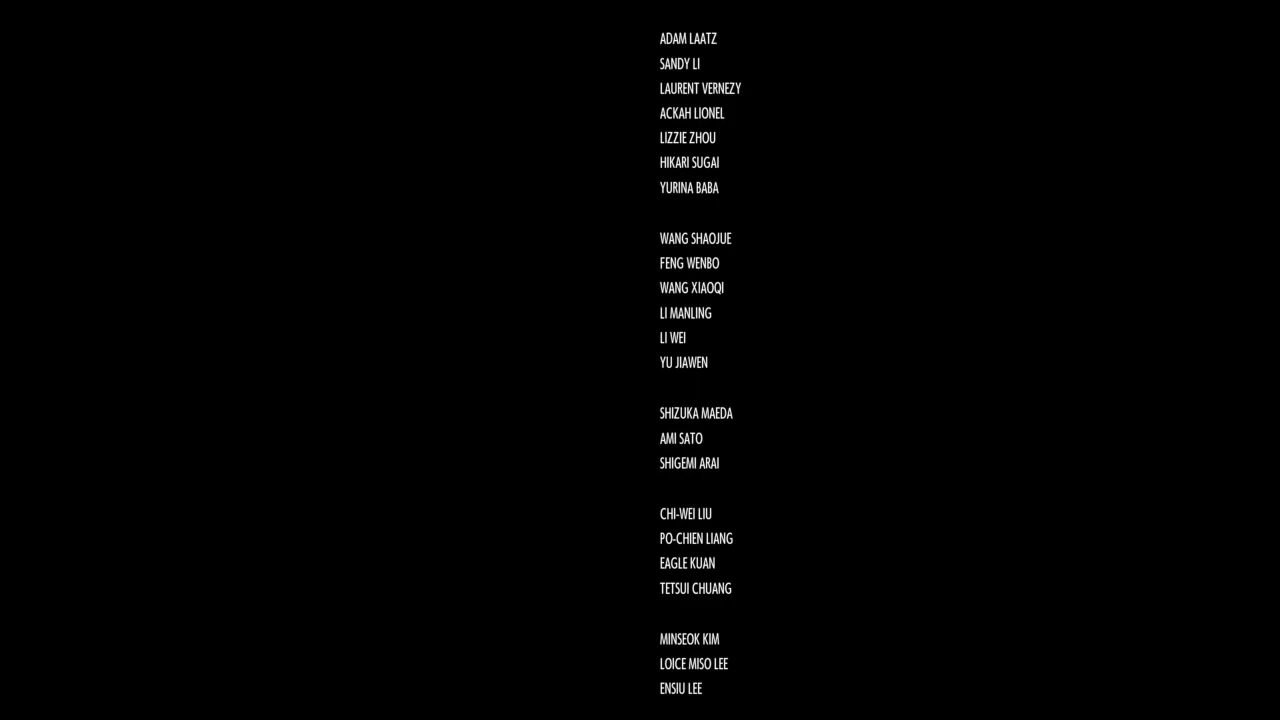 ADAM LAATZ
SANDY LI
LAURENT VERNEZY
ACKAH LIONEL
LIZZIE ZHOU
HIKARI SUGAI
YURINA BABA
WANG SHAOJUE
FENG WENBO
WANG XIAOQI
LI MANLING
LI WEI
YU JIAWEN
SHIZUKA MAEDA
AMI SATO
SHIGEMI ARAI
CHI-WEI LIU
PO-CHIEN LIANG
EAGLE KUAN
TETSUI CHUANG
MINSEOK KIM
LOICE MISO LEE
ENSIU LEE